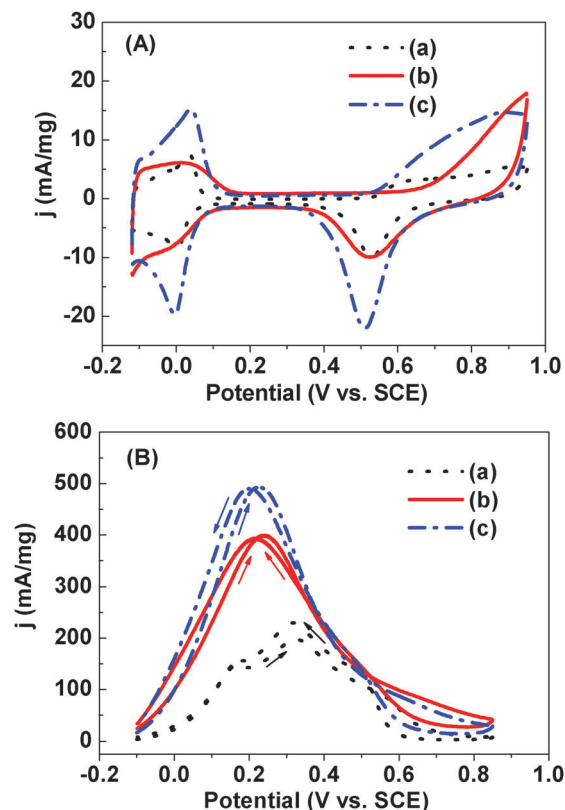 (A)
(a)
(b)
(c)
j (mA/mg)
30
20
10
0
-10
-20
-0.2 0.0 0.2 0.4 0.6 0.8 1.0
Potential (V vs. SCE)
(B)
(a)
(b)
(c)
j (mA/mg)
600
500
400
300
200
100
0
-0.2 0.0 0.2 0.4 0.6 0.8 1.0
Potential (V vs. SCE)